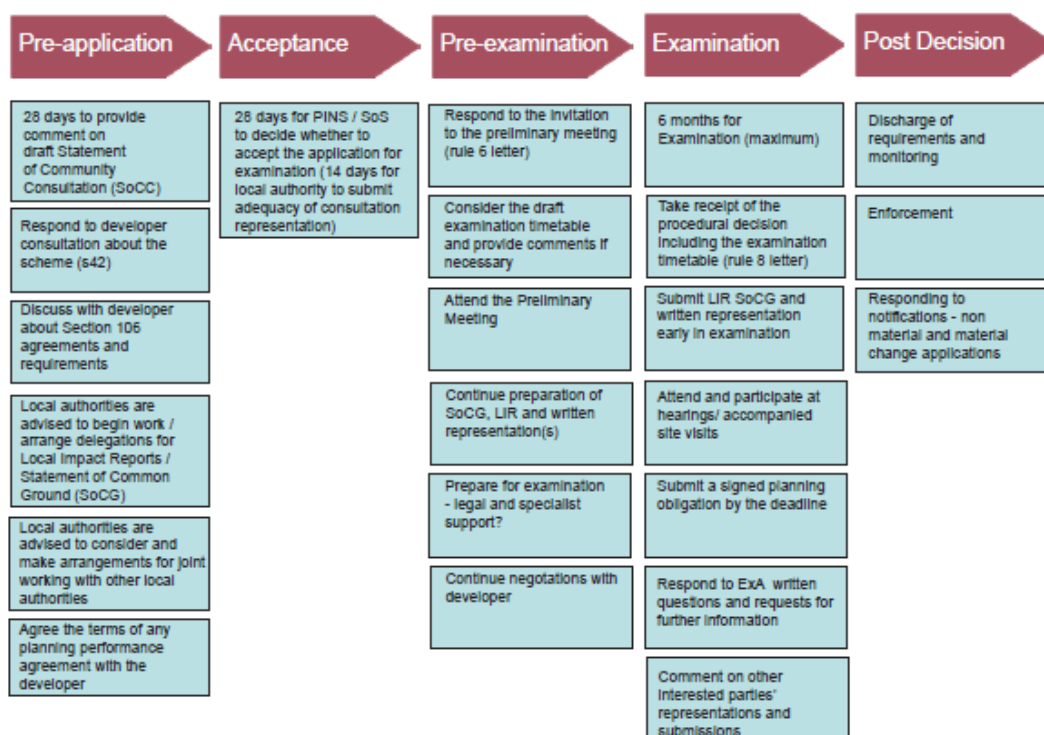 Pre-application
Acceptance
Pre-examination
Examination
Post Decision
28 days to provide
comment on
draft Statement
of Community
Consultation (SoCC)
Respond to developer
consultation about the
scheme (s42)
Discuss with developer
about Section 106
agreements and
requirements
Local authorities are
advised to begin work /
arrange delegations for
Local Impact Reports /
Statement of Common
Ground (SoCG)
Local authorities are
advised to consider and
make arrangements for joint
working with other local
authorities
Agree the terms of any
planning performance
agreement with the
developer
28 days for PINS / SoS
to decide whether to
accept the application for
examination (14 days for
local authority to submit
adequacy of consultation
representation)
Respond to the invitation
to the preliminary meeting
(rule 6 letter)
Consider the draft
examination timetable
and provide comments if
necessary
Attend the Preliminary
Meeting
Continue preparation of
SoCG, LIR and written
representation(s)
Prepare for examination
- legal and specialist
support?
Continue negotations with
developer
6 months for
Examination (maximum)
Take receipt of the
procedural decision
including the examination
timetable (rule 8 letter)
Submit LIR SoCG and
written representation
early in examination
Attend and participate at
hearings/ accompanied
site visits
Submit a signed planning
obligation by the deadline
Respond to ExA written
questions and requests for
further information
Comment on other
interested parties'
representations and
submissions
Discharge of
requirements and
monitoring
Enforcement
Responding to
notifications - non
material and material
change applications